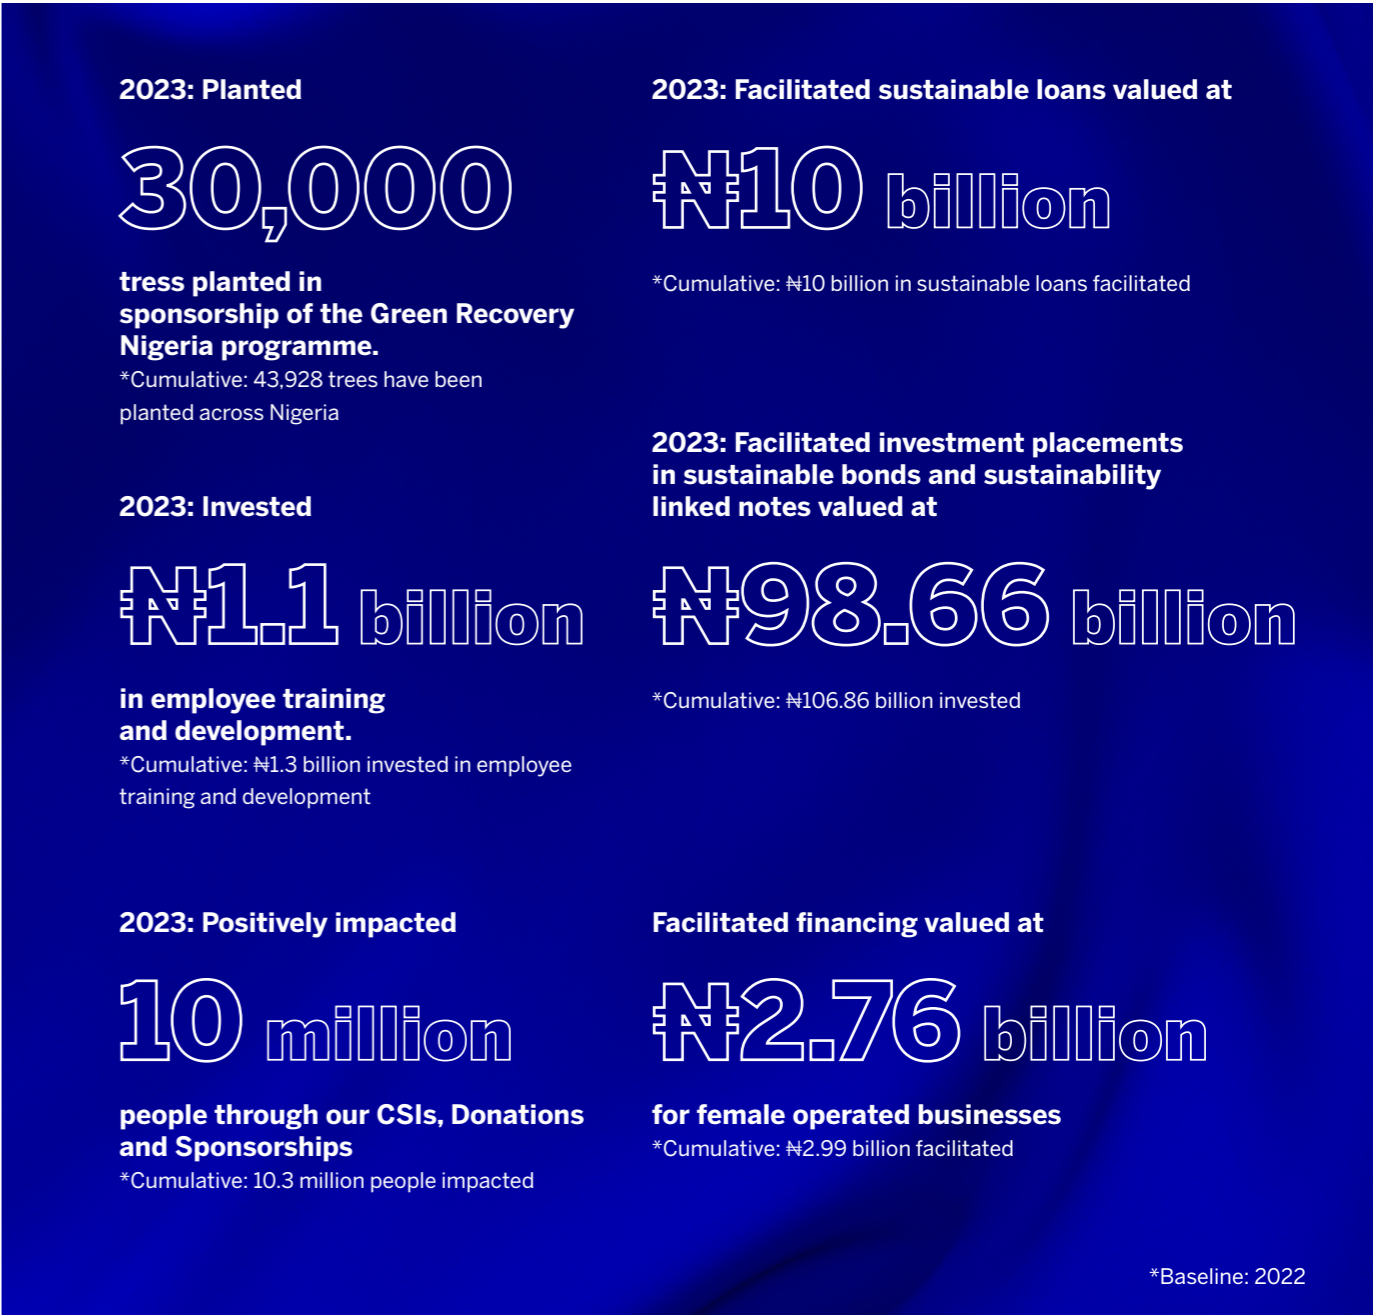 2023: Planted
30,000
tress planted in
sponsorship of the Green Recovery
Nigeria programme.
*Cumulative: 43,928 trees have been
planted across Nigeria
2023: Invested
₦1.1 billion
in employee training
and development.
*Cumulative: ₦1.3 billion invested in employee
training and development
2023: Positively impacted
10 million
people through our CSIs, Donations
and Sponsorships
*Cumulative: 10.3 million people impacted
2023: Facilitated sustainable loans valued at
₦10 billion
*Cumulative: ₦10 billion in sustainable loans facilitated
2023: Facilitated investment placements
in sustainable bonds and sustainability
linked notes valued at
₦98.66 billion
*Cumulative: ₦106.86 billion invested
Facilitated financing valued at
₦2.76 billion
for female operated businesses
*Cumulative: ₦2.99 billion facilitated
*Baseline: 2022